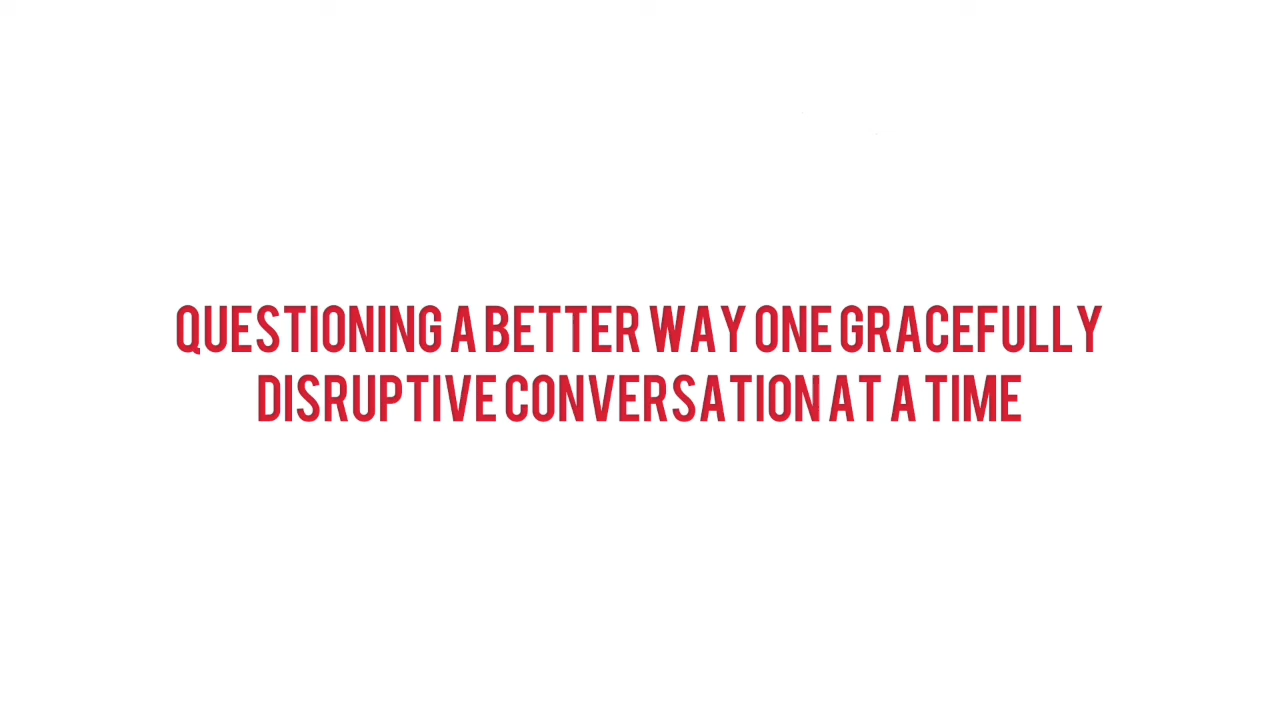 QUESTIONING A BETTER WAY ONE GRACEFULLY
DISRUPTIVE CONVERSATION AT A TIME